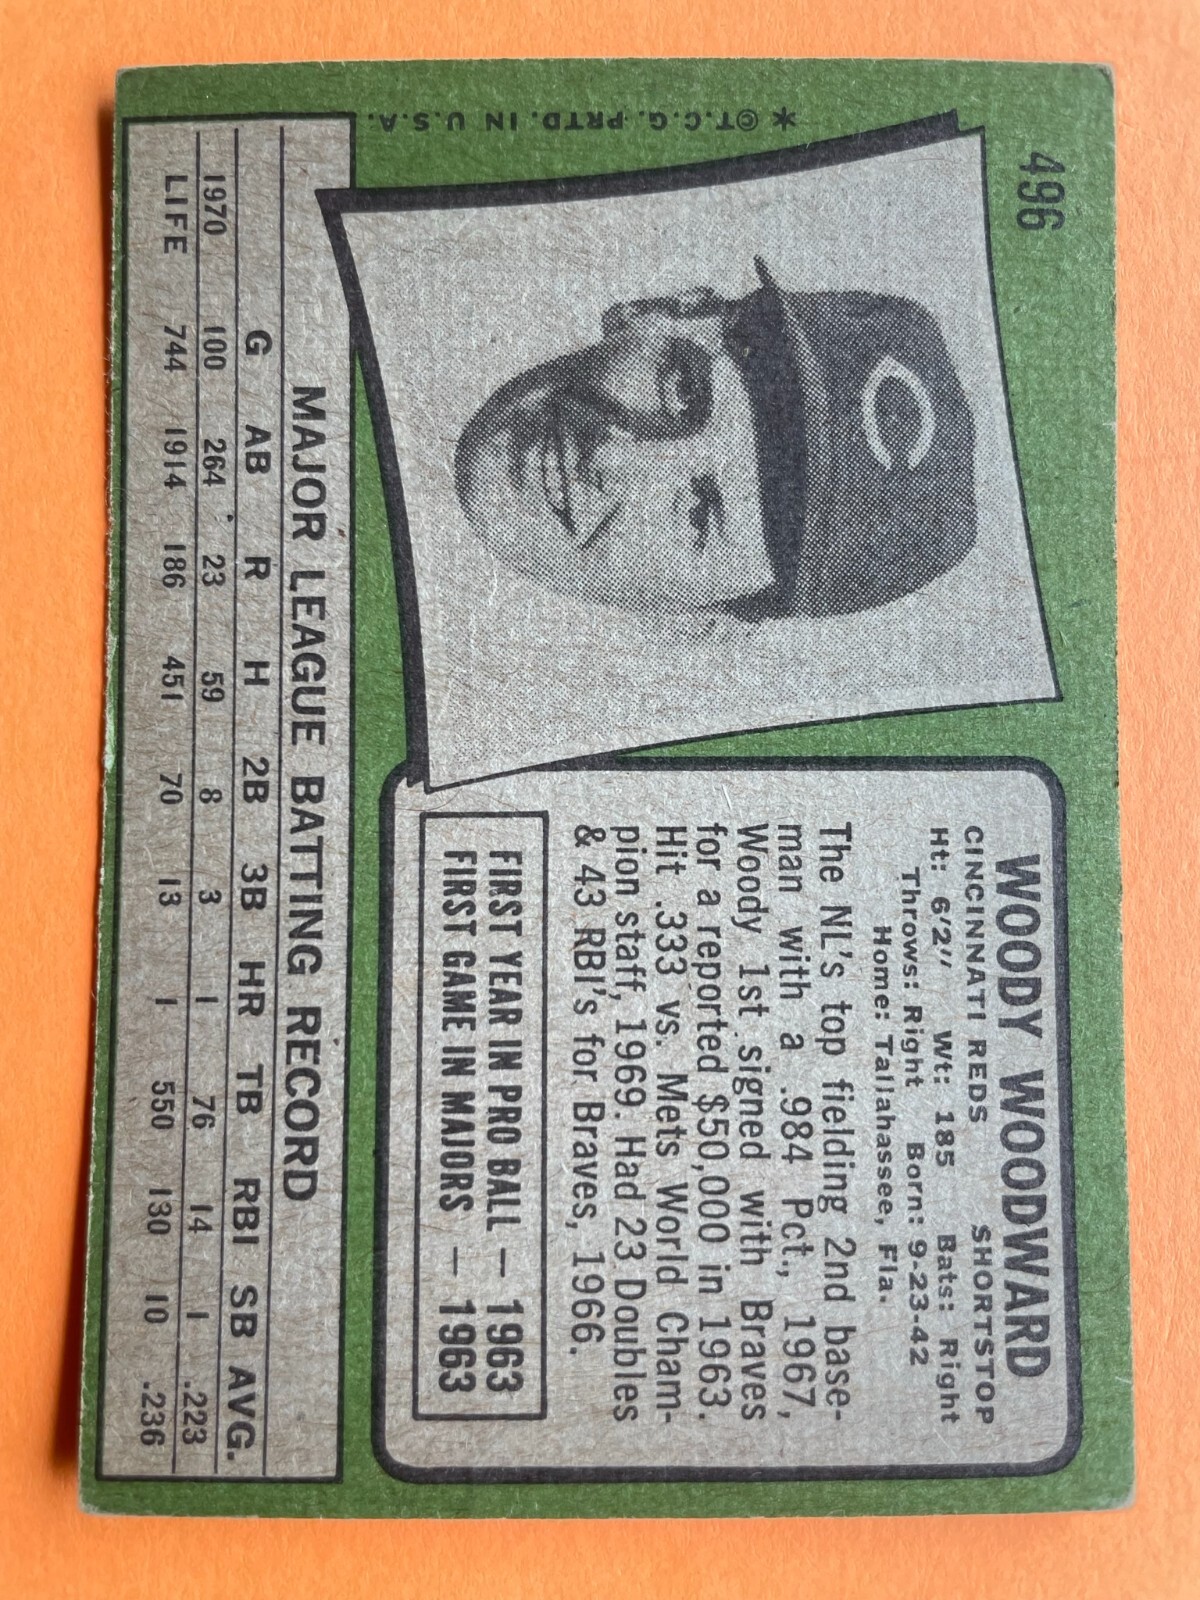 496
*©T.C.G. PRTD. IN U.S.A.
C
WOODY WOODWARD
CINCINNATI REDS SHORTSTOP
Ht: 6'2" Wt: 185 Bats: Right
Throws: Right Born: 9-23-42
Home: Tallahassee, Fla.
The NL's top fielding 2nd base-
man with a .984 Pct., 1967,
Woody 1st signed with Braves
for a reported $50,000 in 1963.
Hit .333 vs. Mets World Cham-
pion staff, 1969. Had 23 Doubles
& 43 RBI's for Braves, 1966.
FIRST YEAR IN PRO BALL — 1963
FIRST GAME IN MAJORS — 1963
MAJOR LEAGUE BATTING RECORD
G AB R H 2B 3B HR TB RBI SB AVG.
1970 100 264 23 59 8 3 1 76 14 1 .223
LIFE 744 1914 186 451 70 13 1 550 130 10 .236